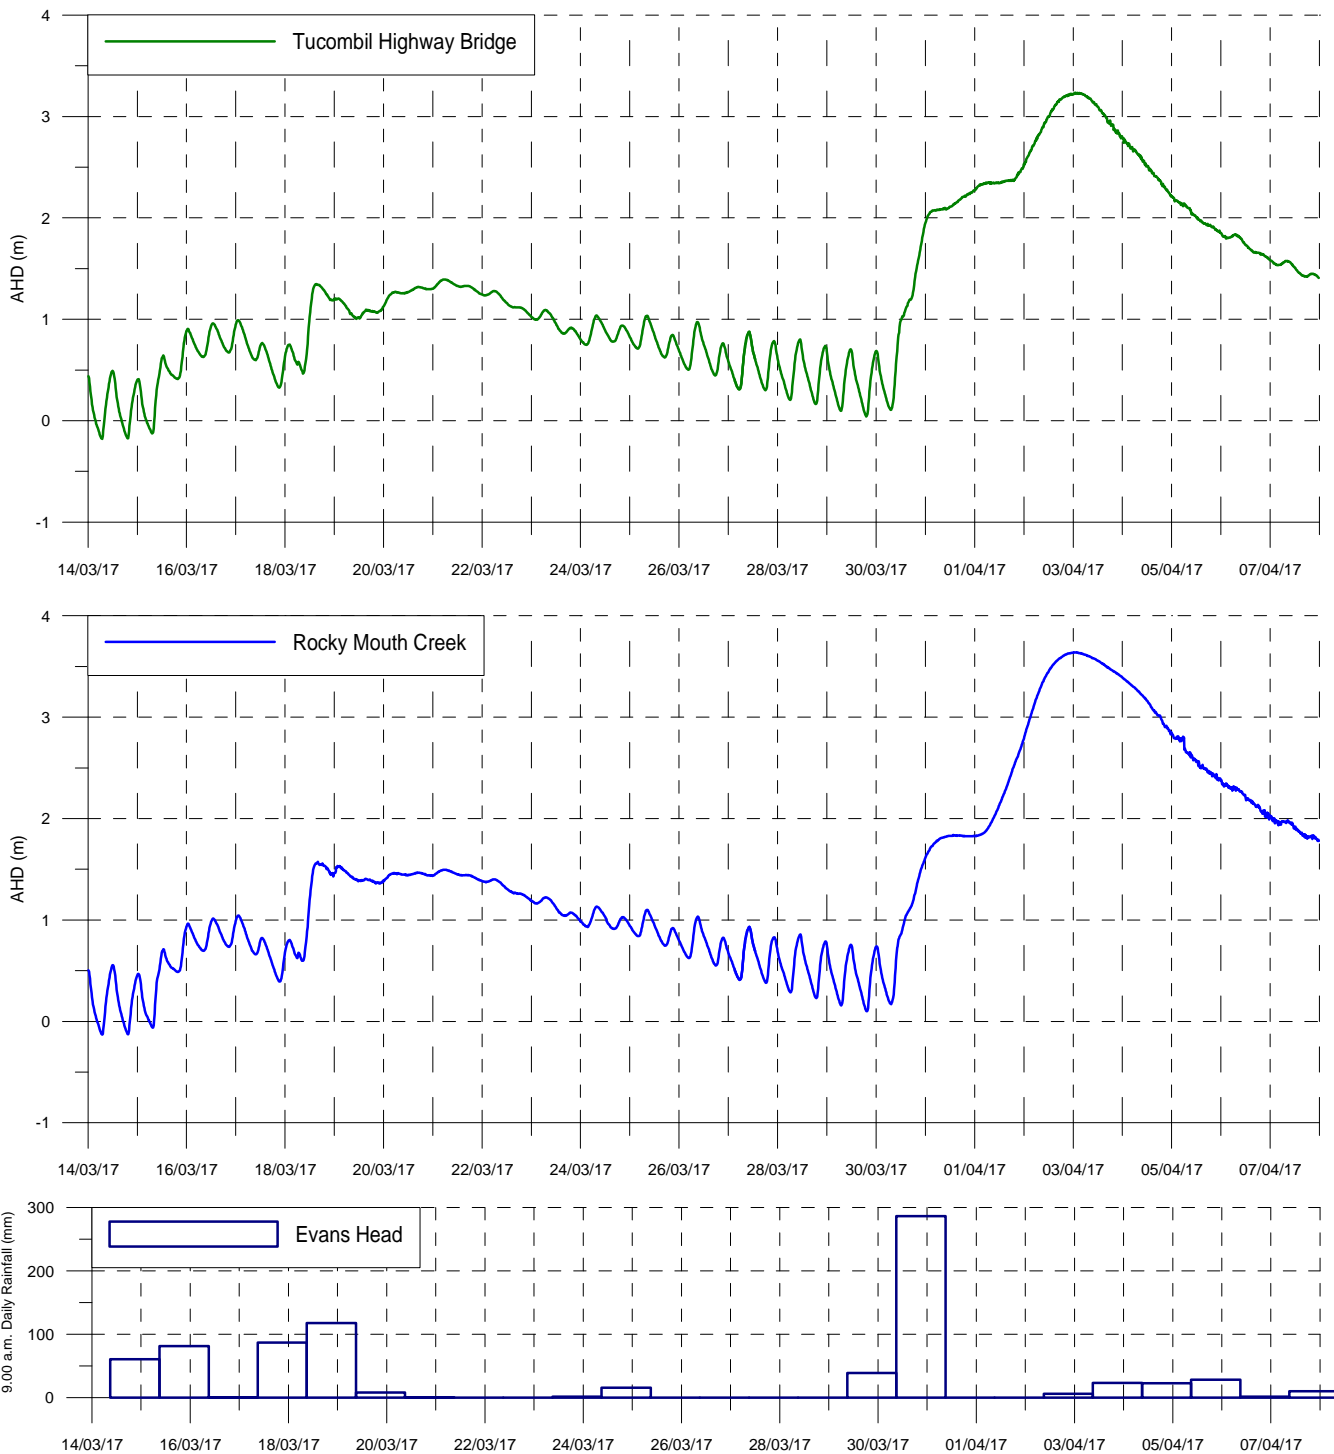 4
Tucombil Highway Bridge
3
2
AHD (m)
1
0
-1
14/03/17 16/03/17 18/03/17 20/03/17 22/03/17 24/03/17 26/03/17 28/03/17 30/03/17 01/04/17 03/04/17 05/04/17 07/04/17
4
Rocky Mouth Creek
3
2
AHD (m)
1
0
-1
14/03/17 16/03/17 18/03/17 20/03/17 22/03/17 24/03/17 26/03/17 28/03/17 30/03/17 01/04/17 03/04/17 05/04/17 07/04/17
300
Evans Head
200
9.00 a.m. Daily Rainfall (mm)
100
0
14/03/17 16/03/17 18/03/17 20/03/17 22/03/17 24/03/17 26/03/17 28/03/17 30/03/17 01/04/17 03/04/17 05/04/17 07/04/17